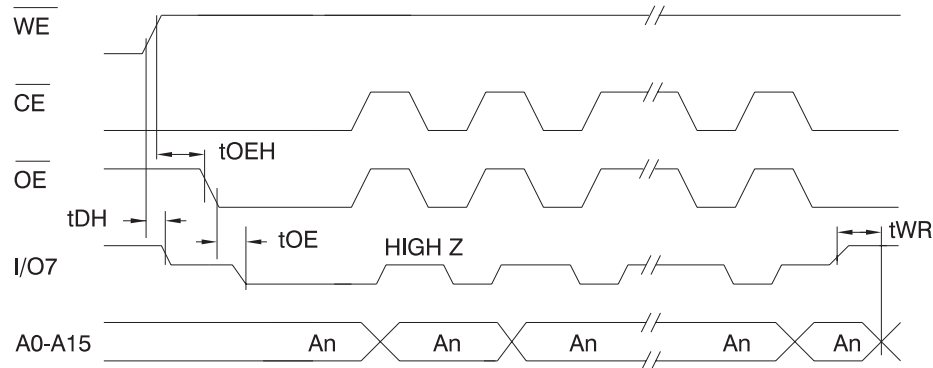 WE
CE
tOEH
OE
tDH
tOE
HIGH Z
tWR
I/O7
A0-A15 An An An An An